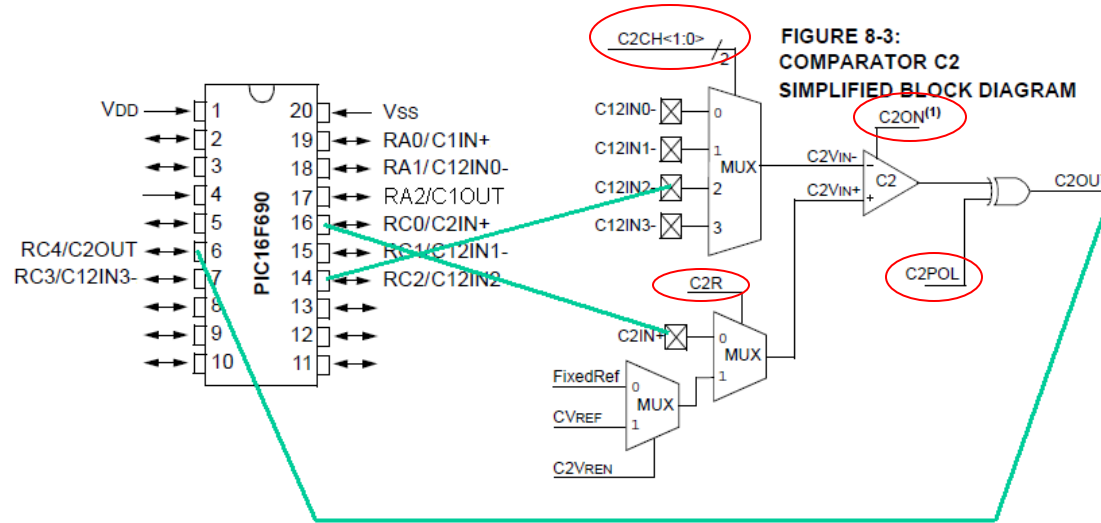 C2CH<1:0>
2
FIGURE 8-3:
COMPARATOR C2
SIMPLIFIED BLOCK DIAGRAM
VDD
1
20
VSS
2
19
RA0/C1IN+
3
18
RA1/C12IN0-
4
17
RA2/C1OUT
5
16
RC0/C2IN+
RC4/C2OUT
6
15
RC1/C12IN1-
RC3/C12IN3-
7
14
RC2/C12IN2
8
13
9
12
10
11
PIC16F690
C12IN0-
0
C12IN1-
1
MUX
C12IN2-
2
C12IN3-
3
C2ON(1)
C2VIN-
-
C2
C2VIN+
+
C2OUT
C2POL
C2R
C2IN+
0
MUX
1
FixedRef
0
MUX
CVREF
1
C2VREN